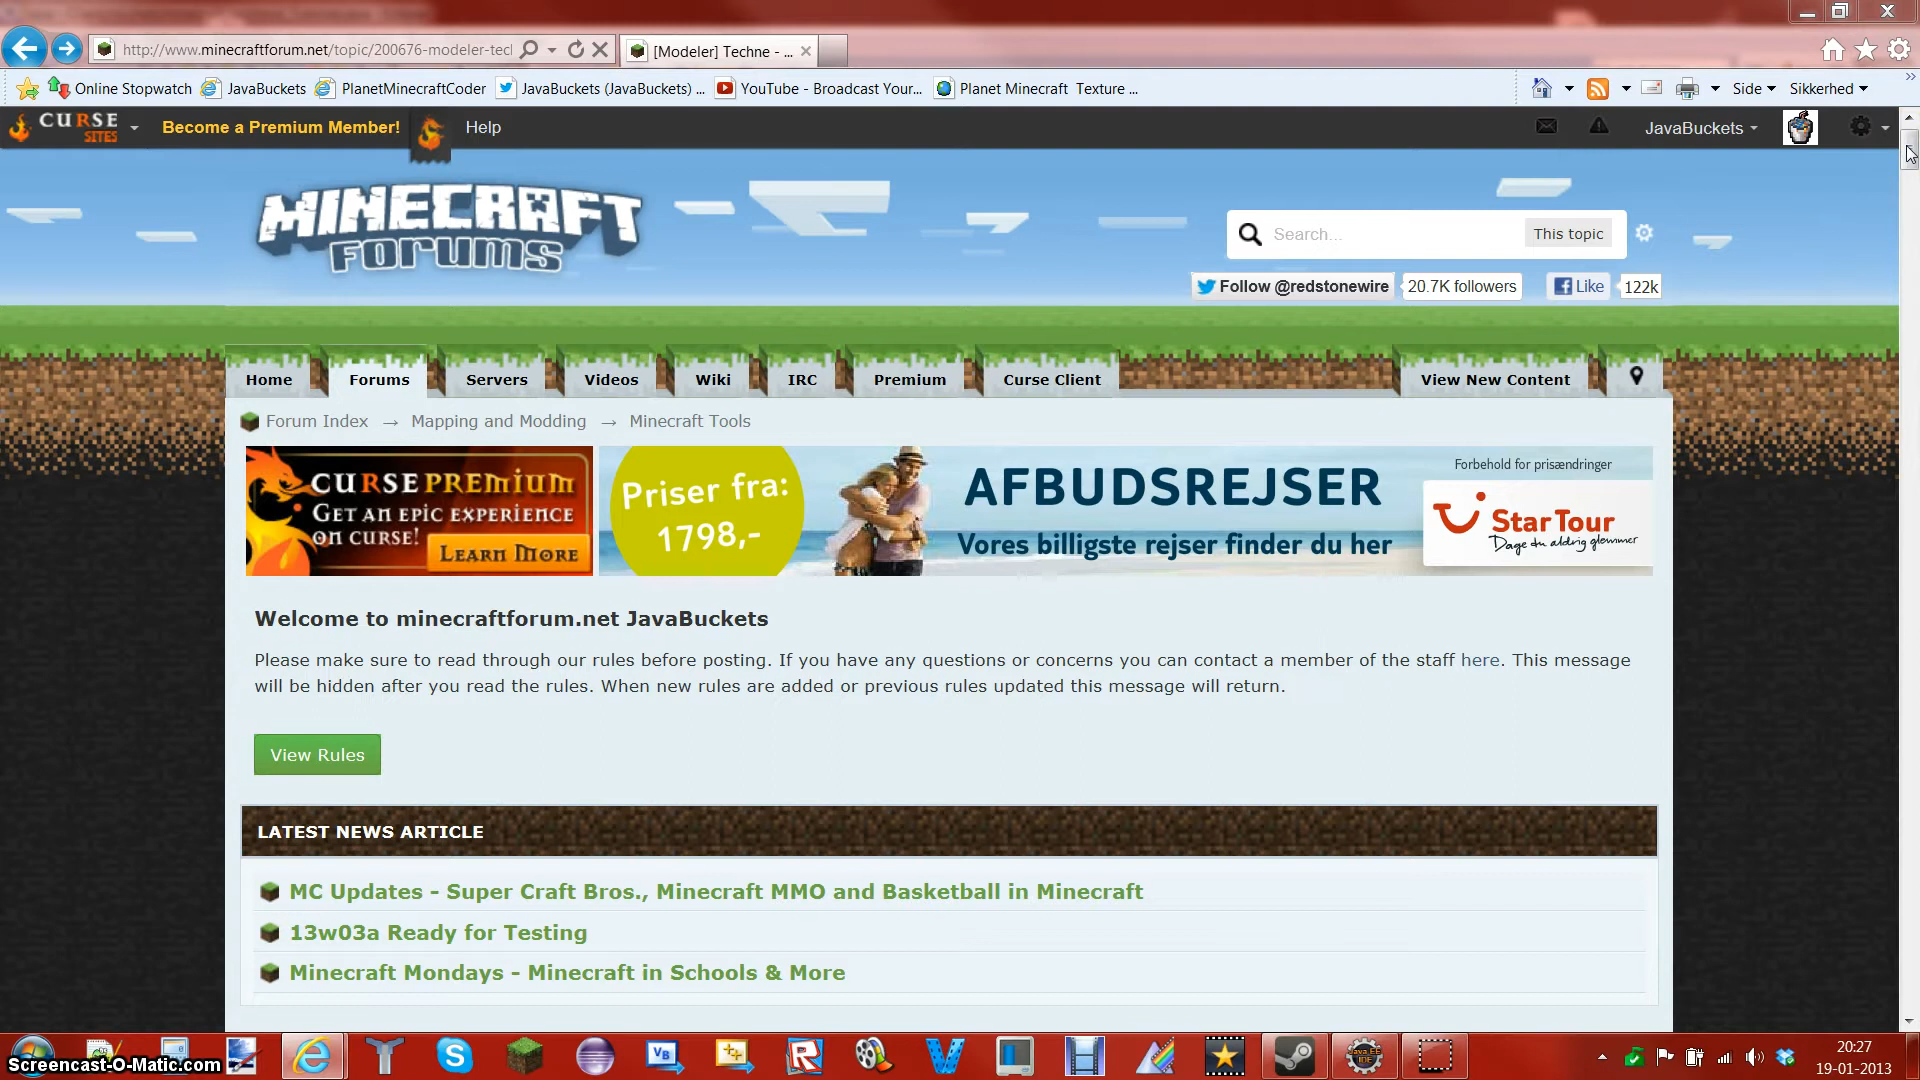 http://www.minecraftforum.net/topic/200676-modeler-tecl
[Modeler] Techne - ...
Online Stopwatch
JavaBuckets
PlanetMinecraftCoder
JavaBuckets (JavaBuckets) ...
YouTube - Broadcast Your...
Planet Minecraft Texture ...
Side
Sikkerhed
CURSE SITES
Become a Premium Member!
Help
JavaBuckets
MINECRAFT
FORUMS
Search...
This topic
Follow @redstonewire
20.7K followers
Like
122k
Home
Forums
Servers
Videos
Wiki
IRC
Premium
Curse Client
View New Content
Forum Index → Mapping and Modding → Minecraft Tools
CURSE PREMIUM
GET AN EPIC EXPERIENCE
ON CURSE!
LEARN MORE
Priser fra:
1798,-
AFBUDSREJSER
Vores billigste rejser finder du her
Forbehold for prisændringer
Star Tour
Dage du aldrig glemmer
Welcome to minecraftforum.net JavaBuckets
Please make sure to read through our rules before posting. If you have any questions or concerns you can contact a member of the staff here. This message
will be hidden after you read the rules. When new rules are added or previous rules updated this message will return.
View Rules
LATEST NEWS ARTICLE
MC Updates - Super Craft Bros., Minecraft MMO and Basketball in Minecraft
13w03a Ready for Testing
Minecraft Mondays - Minecraft in Schools & More
Screencast-O-Matic.com
VB
Java EE
IDE
20:27
19-01-2013